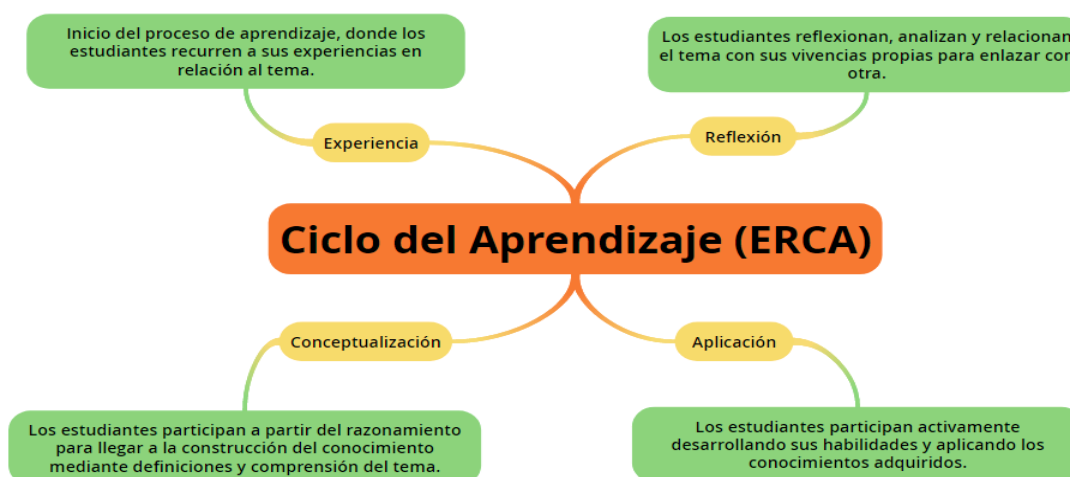 Inicio del proceso de aprendizaje, donde los
estudiantes recurren a sus experiencias en
relación al tema.
Los estudiantes reflexionan, analizan y relacionan
el tema con sus vivencias propias para enlazar con
otra.
Experiencia
Reflexión
Ciclo del Aprendizaje (ERCA)
Conceptualización
Aplicación
Los estudiantes participan a partir del razonamiento
para llegar a la construcción del conocimiento
mediante definiciones y comprensión del tema.
Los estudiantes participan activamente
desarrollando sus habilidades y aplicando los
conocimientos adquiridos.